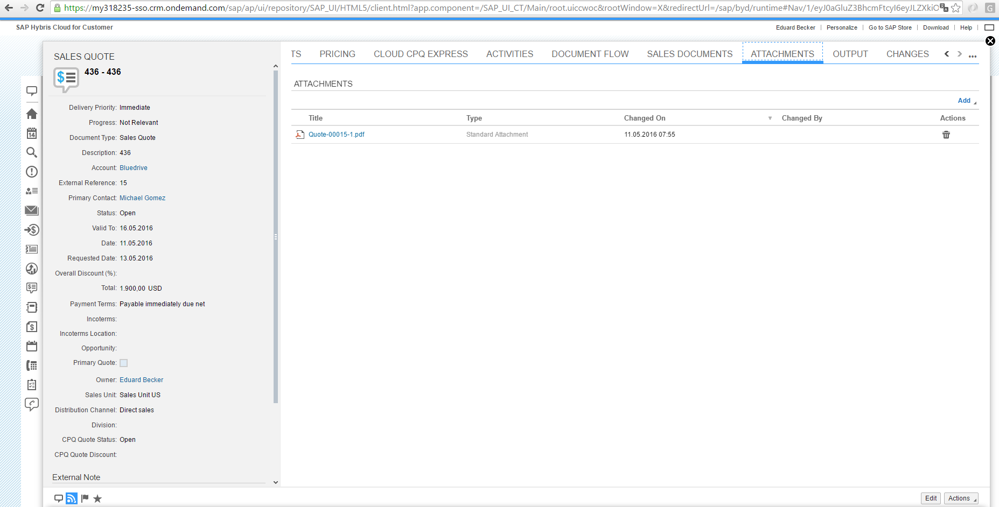 https://my318235-sso.crm.ondemand.com/sap/ap/ui/repository/SAP_UI/HTML5/client.html?app.component=/SAP_UI_CT/Main/root.uiccwoc&rootWindow=X&redirectUrl=/sap/byd/runtime#Nav/1/eyJ0aGluZ3BhcmFtcyI6eyJLZXkiO
SAP Hybris Cloud for Customer
Eduard Becker | Personalize | Go to SAP Store | Download | Help |
SALES QUOTE
436 - 436
TS PRICING CLOUD CPQ EXPRESS ACTIVITIES DOCUMENT FLOW SALES DOCUMENTS ATTACHMENTS OUTPUT CHANGES ...
14
Delivery Priority: Immediate
Progress: Not Relevant
Document Type: Sales Quote
Description: 436
Account: Bluedrive
External Reference: 15
Primary Contact: Michael Gomez
Status: Open
Valid To: 16.05.2016
Date: 11.05.2016
Requested Date: 13.05.2016
Overall Discount (%):
Total: 1.900,00 USD
Payment Terms: Payable immediately due net
Incoterms:
Incoterms Location:
Opportunity:
Primary Quote:
Owner: Eduard Becker
Sales Unit: Sales Unit US
Distribution Channel: Direct sales
Division:
CPQ Quote Status: Open
CPQ Quote Discount:
External Note
ATTACHMENTS
Add
Title Type Changed On Changed By Actions
Quote-00015-1.pdf Standard Attachment 11.05.2016 07:55
Edit Actions